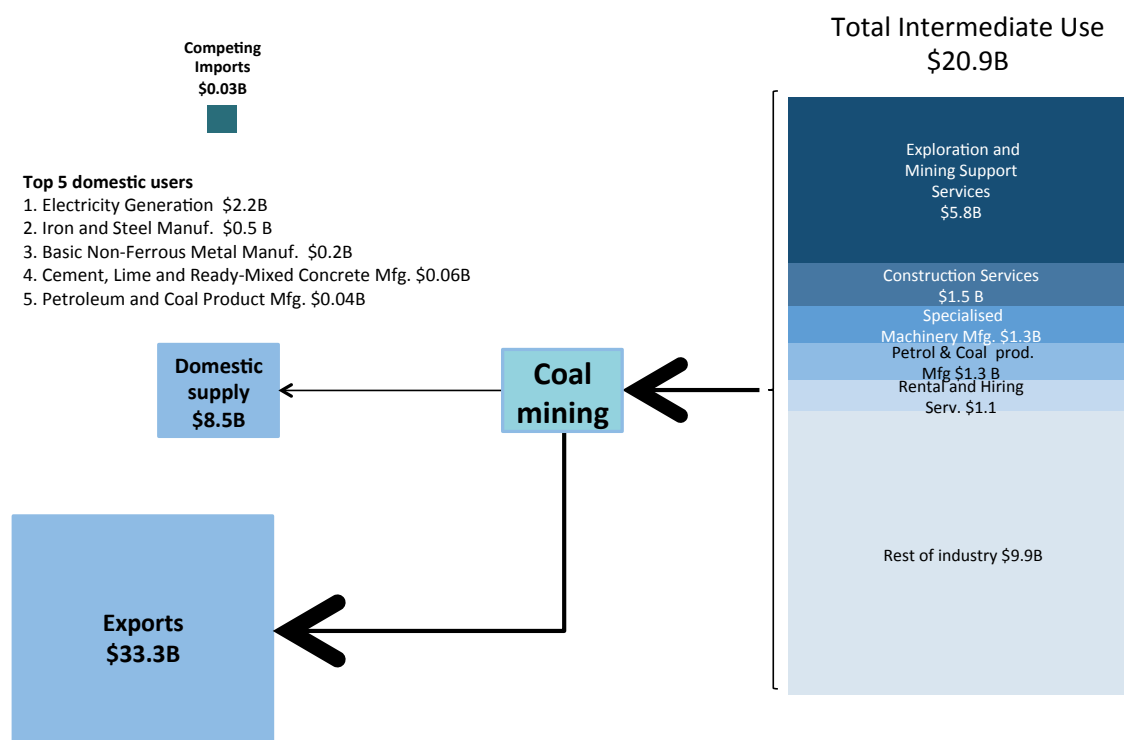 Competing
Imports
$0.03B
Total Intermediate Use
$20.9B
Top 5 domestic users
1. Electricity Generation $2.2B
2. Iron and Steel Manuf. $0.5 B
3. Basic Non-Ferrous Metal Manuf. $0.2B
4. Cement, Lime and Ready-Mixed Concrete Mfg. $0.06B
5. Petroleum and Coal Product Mfg. $0.04B
Domestic
supply
$8.5B
Coal
mining
Exports
$33.3B
Exploration and
Mining Support
Services
$5.8B
Construction Services
$1.5 B
Specialised
Machinery Mfg. $1.3B
Petrol & Coal prod.
Mfg $1.3 B
Rental and Hiring
Serv. $1.1
Rest of industry $9.9B